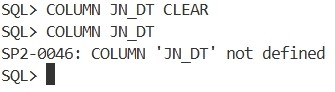 SQL> COLUMN JN_DT CLEAR
SQL> COLUMN JN_DT
SP2-0046: COLUMN 'JN_DT' not defined
SQL>